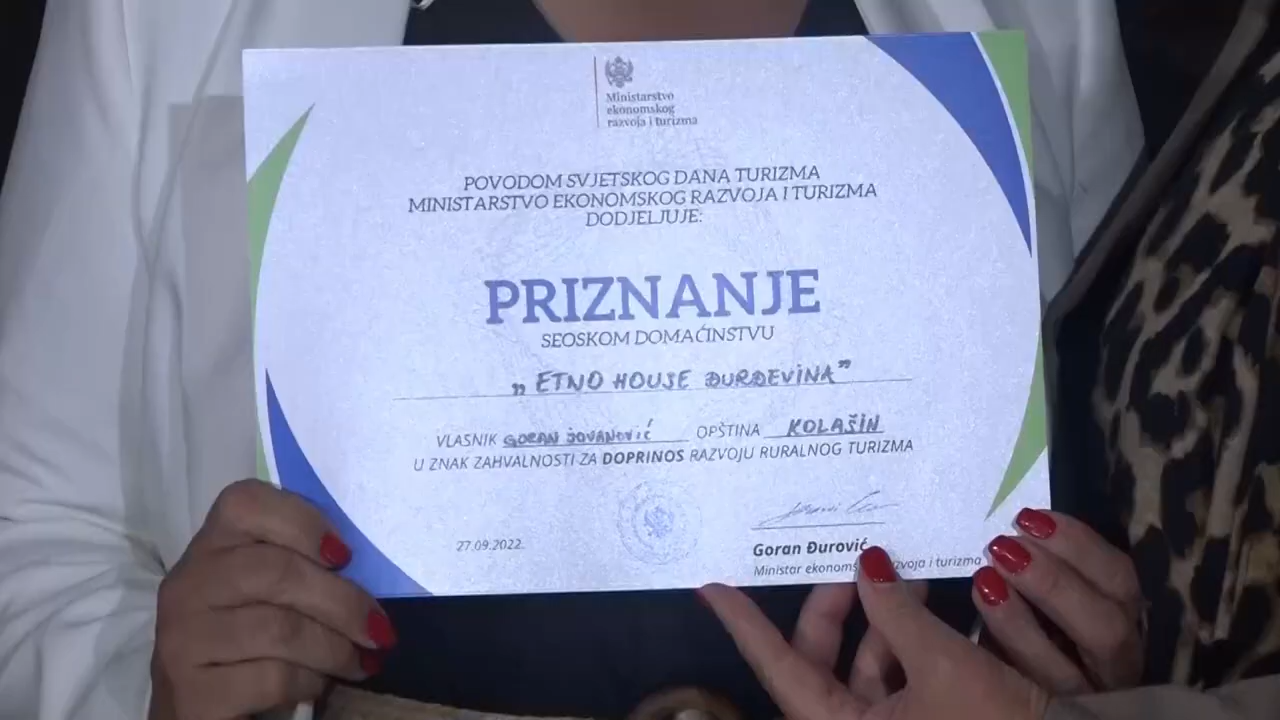 Ministarstvo
ekonomskog
razvoja i turizma
POVODOM SVJETSKOG DANA TURIZMA
MINISTARSTVO EKONOMSKOG RAZVOJA I TURIZMA
DODJELJUJE:
PRIZNANJE
SEOSKOM DOMAĆINSTVU
„ETNO HOUSE ĐURĐEVINA”
VLASNIK GORAN JOVANOVIĆ OPŠTINA KOLAŠIN
U ZNAK ZAHVALNOSTI ZA DOPRINOS RAZVOJU RURALNOG TURIZMA
27.09.2022.
Goran Đurović
Ministar razvoja i turizma